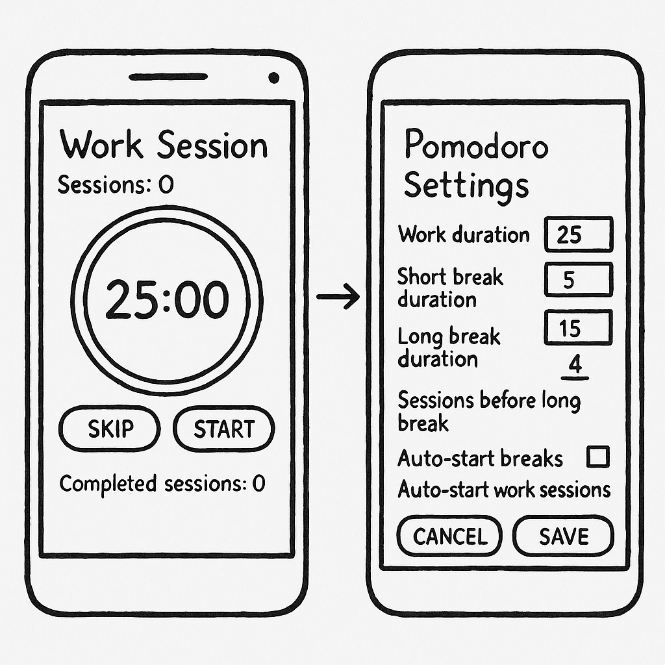 Work Session
Sessions: 0
25:00
SKIP
START
Completed sessions: 0
Pomodoro
Settings
Work duration 25
Short break
duration
5
Long break
duration
15
4
Sessions before long
break
Auto-start breaks
Auto-start work sessions
CANCEL
SAVE